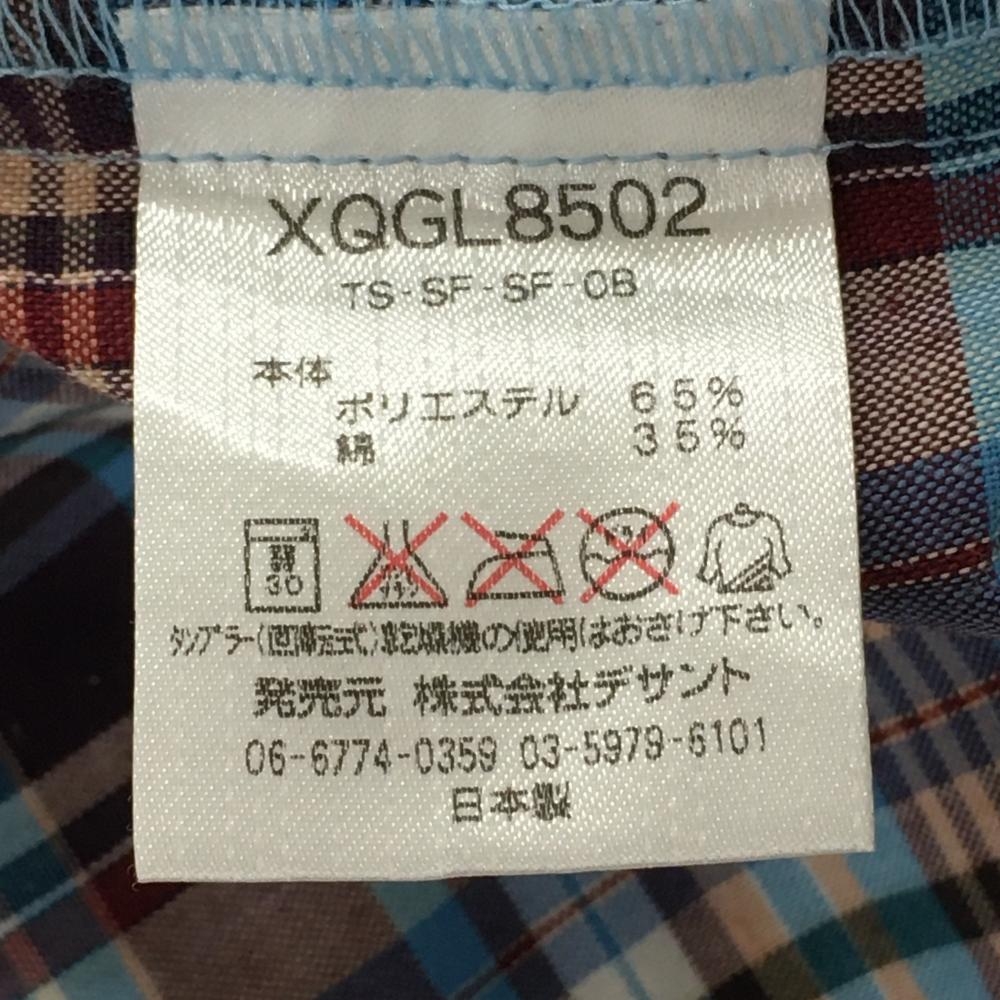 XQGL8502
TS-SF-SF-OB
本体
ポリエステル 65%
綿 35%
弱
30
タンブラー(回転式)乾燥機の使用はおさけ下さい。
発売元 株式会社デサント
06-6774-0359 03-5979-6101
日本製